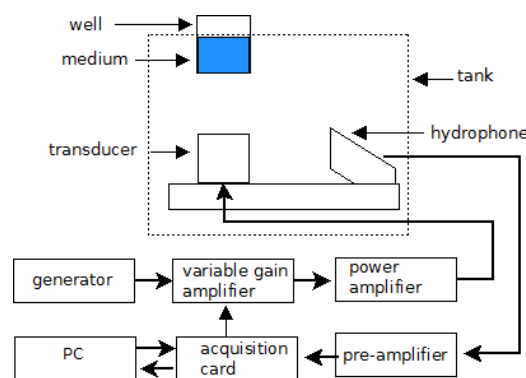 well
medium
tank
hydrophone
transducer
generator
variable gain
amplifier
power
amplifier
PC
acquisition
card
pre-amplifier